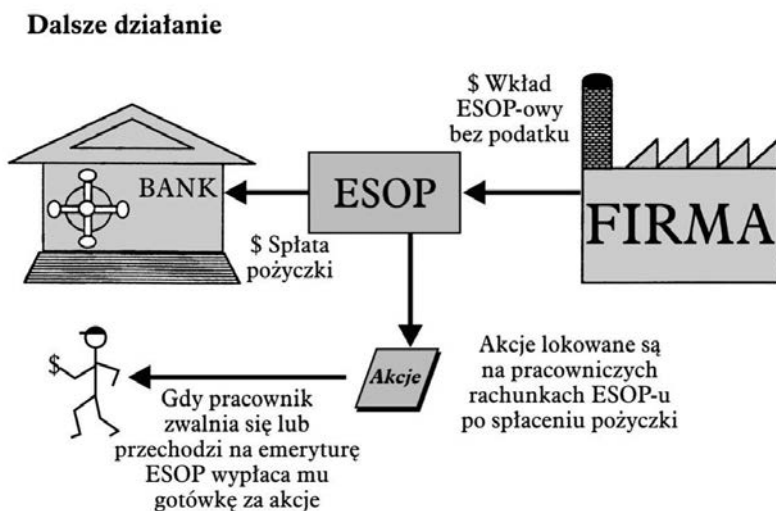 Dalsze działanie
$ Wkład
ESOP-owy
bez podatku
BANK
ESOP
FIRMA
$ Spłata
pożyczki
$
Akcje
Akcje lokowane są
na pracowniczych
rachunkach ESOP-u
po spłaceniu pożyczki
Gdy pracownik
zwalnia się lub
przechodzi na emeryturę
ESOP wypłaca mu
gotówkę za akcje